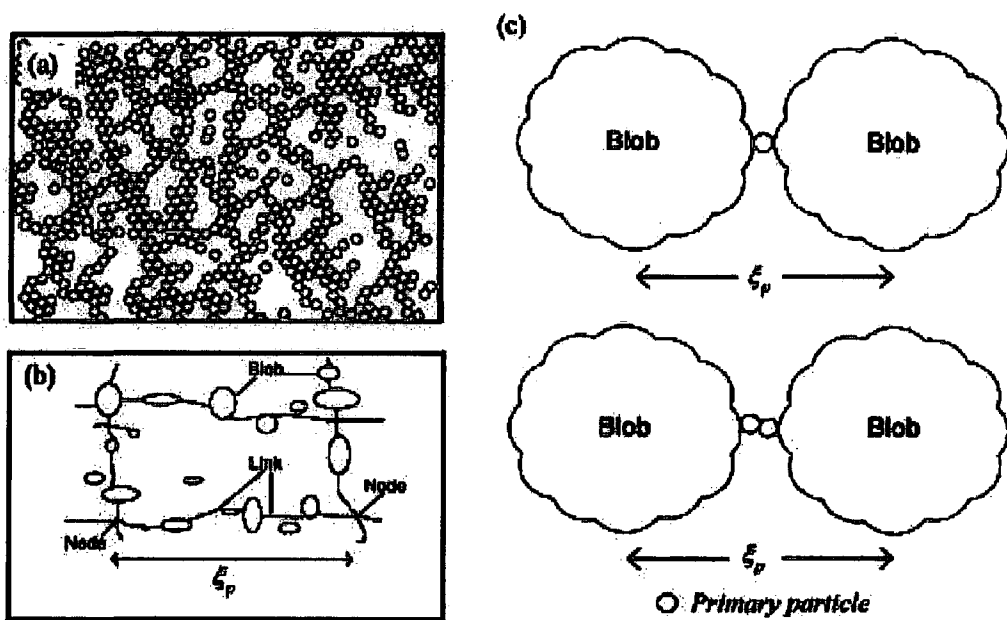 (a)
(b)
Blob
Link
Node
Node
ξp
(c)
Blob
Blob
ξp
Blob
Blob
ξp
Primary particle